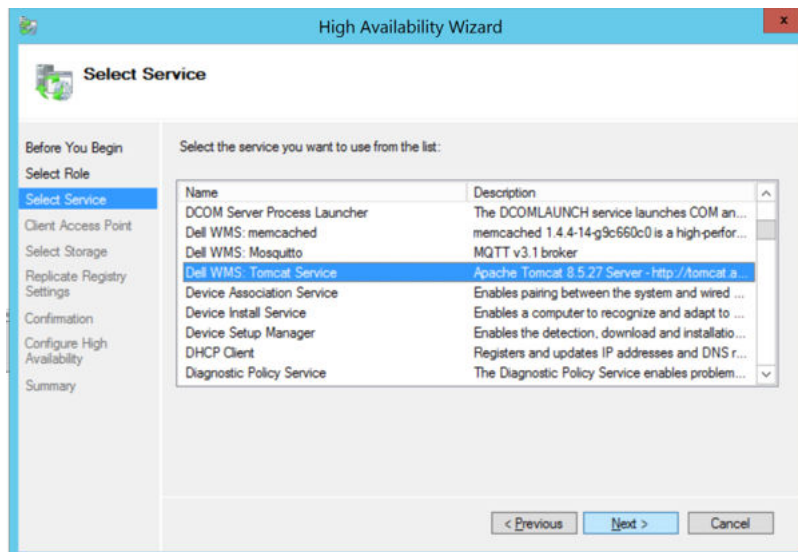 High Availability Wizard
x
Select Service
Before You Begin
Select Role
Select Service
Client Access Point
Select Storage
Replicate Registry
Settings
Confirmation
Configure High
Availability
Summary
Select the service you want to use from the list:
Name Description
DCOM Server Process Launcher The DCOMLAUNCH service launches COM an...
Dell WMS: memcached memcached 1.4.4-14-g9c660c0 is a high-perfor...
Dell WMS: Mosquitto MQTT v3.1 broker
Dell WMS: Tomcat Service Apache Tomcat 8.5.27 Server - http://tomcat.a...
Device Association Service Enables pairing between the system and wired ...
Device Install Service Enables a computer to recognize and adapt to ...
Device Setup Manager Enables the detection, download and installatio...
DHCP Client Registers and updates IP addresses and DNS r...
Diagnostic Policy Service The Diagnostic Policy Service enables problem...
< Previous Next > Cancel